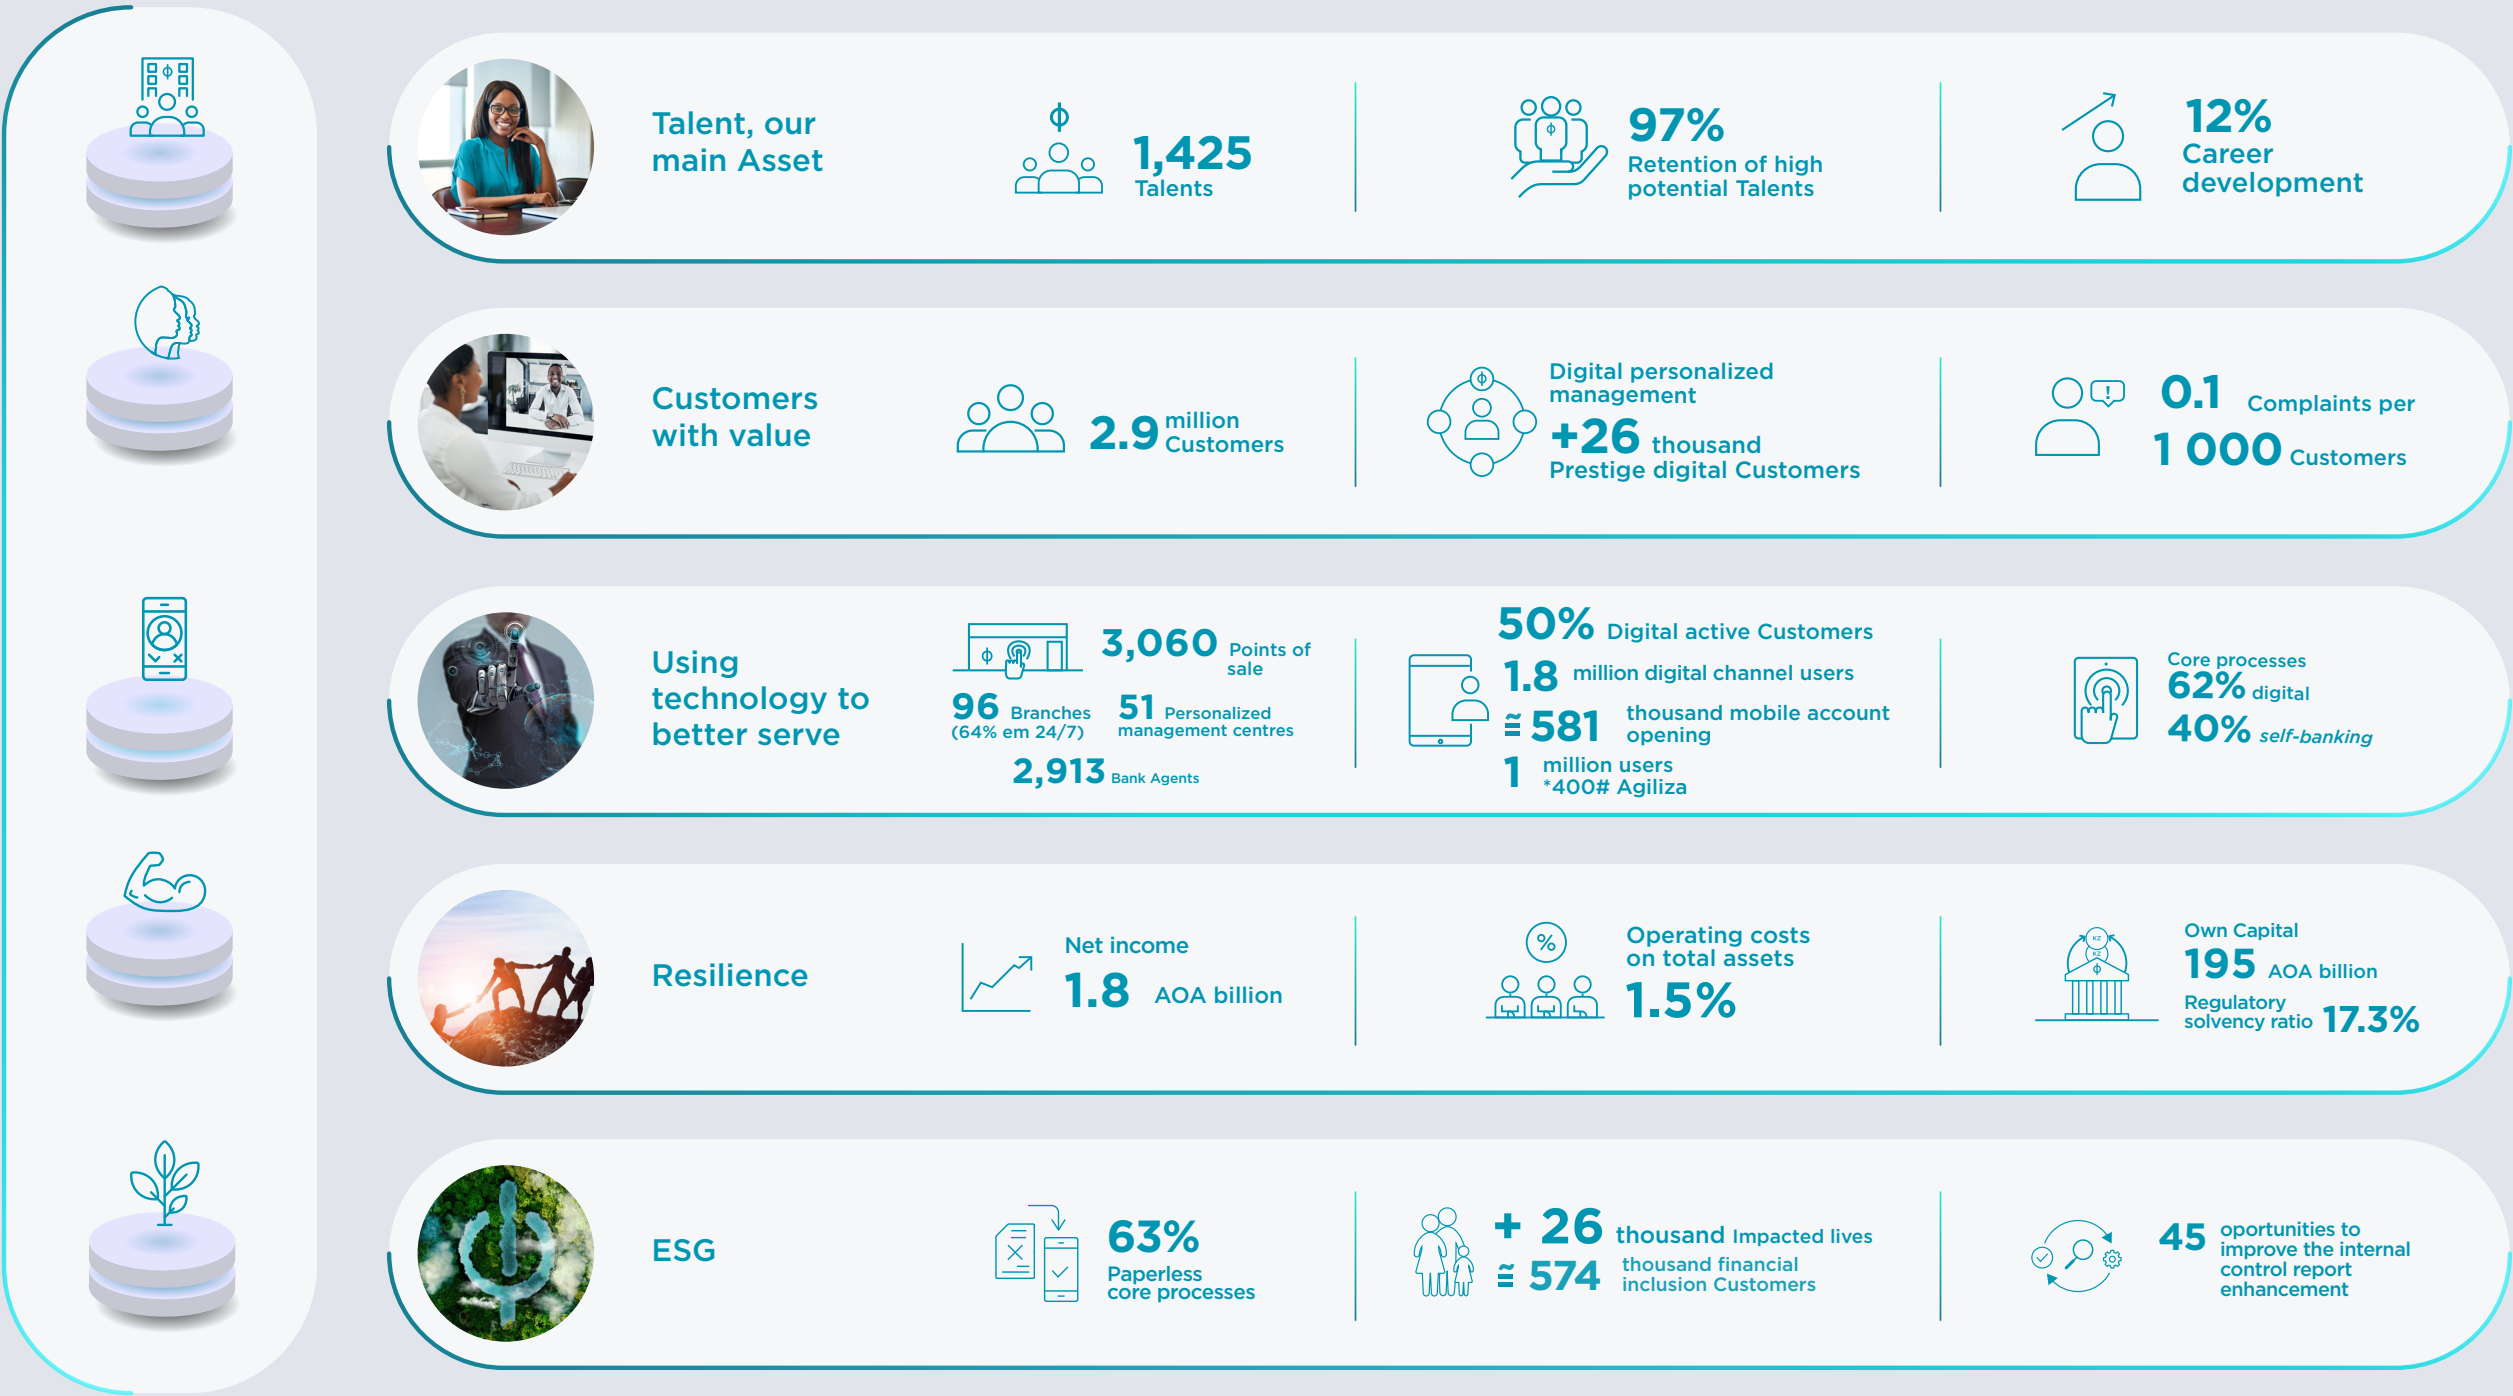 Talent, our
main Asset
1,425
Talents
97%
Retention of high
potential Talents
12%
Career
development
Customers
with value
2.9 million
Customers
Digital personalized
management
+26 thousand
Prestige digital Customers
0.1 Complaints per
1 000 Customers
Using
technology to
better serve
3,060 Points of
sale
96 Branches
(64% em 24/7)
51 Personalized
management centres
2,913 Bank Agents
50% Digital active Customers
1.8 million digital channel users
≅ 581 thousand mobile account
opening
1 million users
*400# Agiliza
Core processes
62% digital
40% self-banking
Resilience
Net income
1.8 AOA billion
%
Operating costs
on total assets
1.5%
KZ
KZ
Own Capital
195 AOA billion
Regulatory
solvency ratio 17.3%
ESG
63%
Paperless
core processes
+ 26 thousand Impacted lives
≅ 574 thousand financial
inclusion Customers
45 oportunities to
improve the internal
control report
enhancement